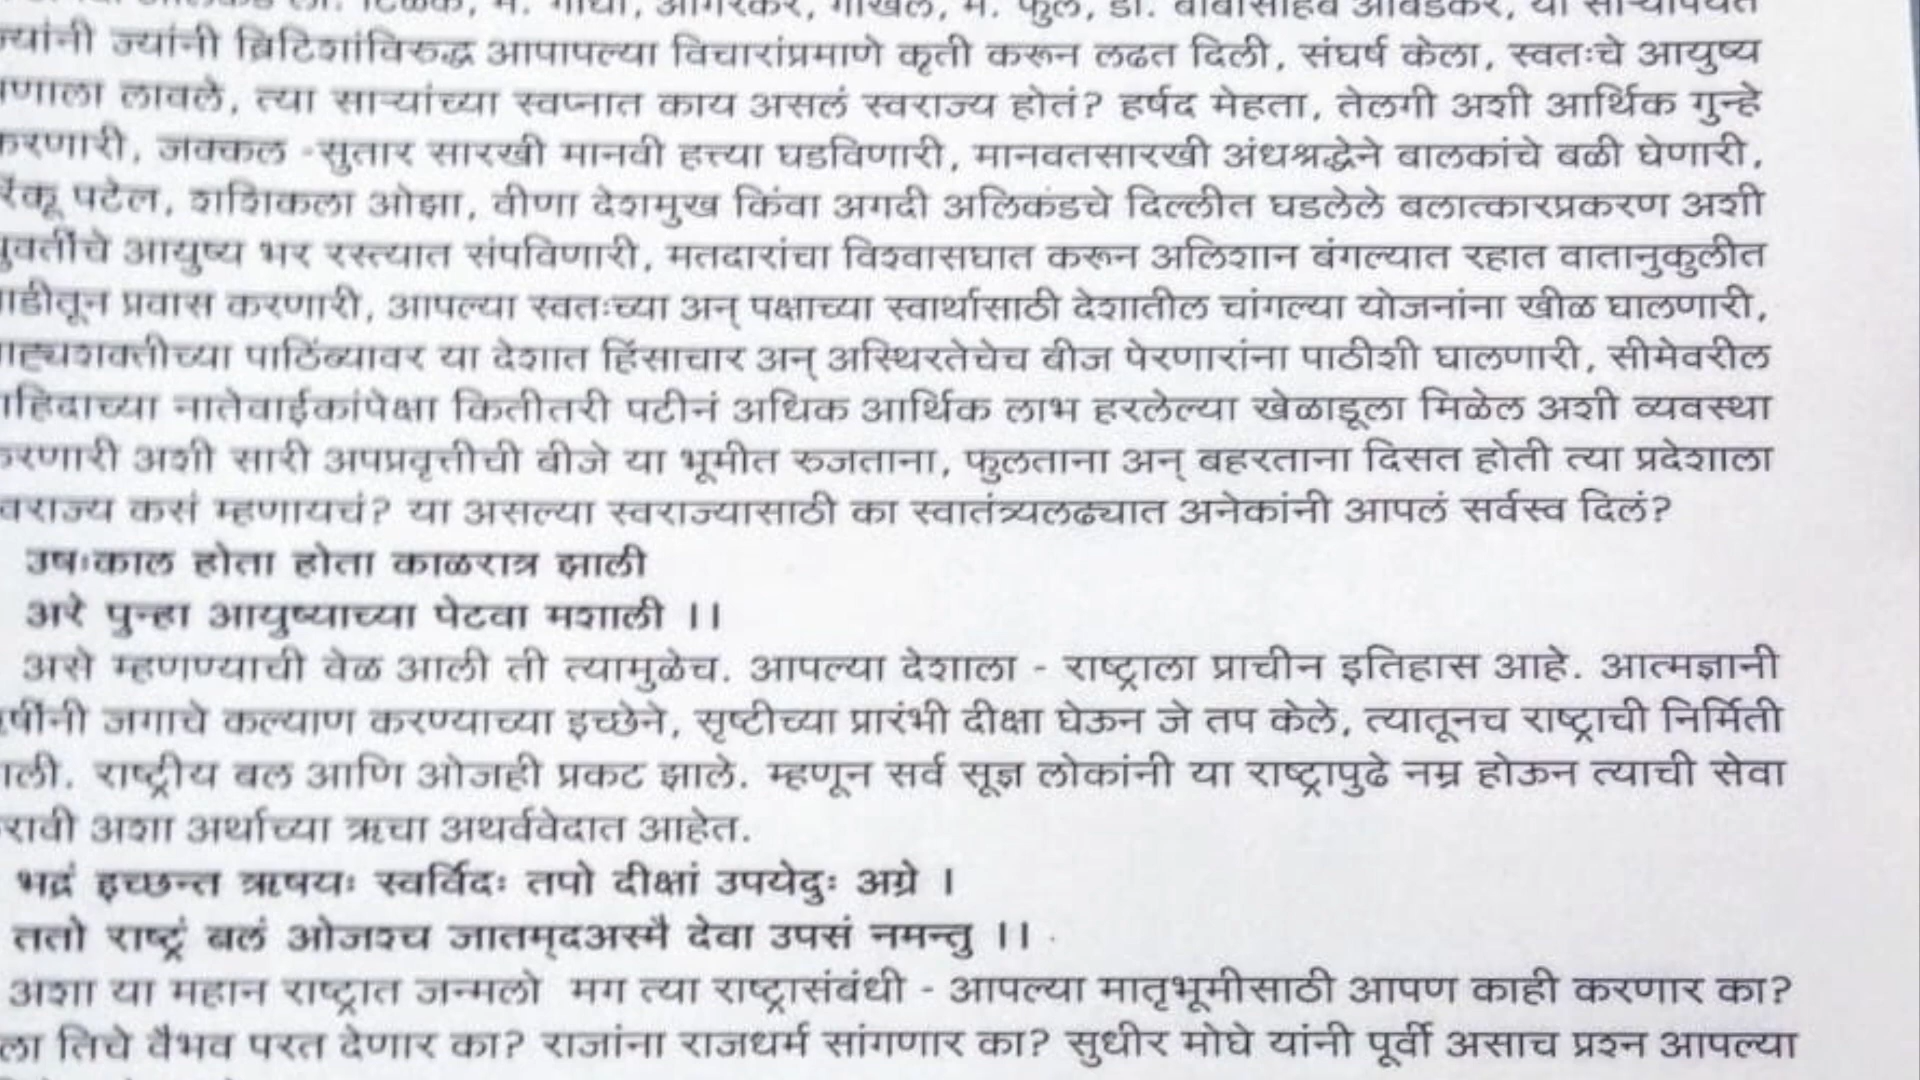 लो. टिळक, म. गांधी, आगरकर, गोखले, म. फुले, डॉ. बाबासाहेब आंबेडकर, या साऱ्यांपर्यंत
ज्यांनी ब्रिटिशांविरुद्ध आपापल्या विचारांप्रमाणे कृती करून लढत दिली, संघर्ष केला, स्वतःचे आयुष्य
लावले, त्या साऱ्यांच्या स्वप्नात काय असलं स्वराज्य होतं? हर्षद मेहता, तेलगी अशी आर्थिक गुन्हे
करणारी, जक्कल -सुतार सारखी मानवी हत्त्या घडविणारी, मानवतसारखी अंधश्रद्धेने बालकांचे बळी घेणारी,
पटेल, शशिकला ओझा, वीणा देशमुख किंवा अगदी अलिकंडचे दिल्लीत घडलेले बलात्कारप्रकरण अशी
युवतींचे आयुष्य भर रस्त्यात संपविणारी, मतदारांचा विश्वासघात करून अलिशान बंगल्यात रहात वातानुकुलीत
गाडीतून प्रवास करणारी, आपल्या स्वतःच्या अन् पक्षाच्या स्वार्थासाठी देशातील चांगल्या योजनांना खीळ घालणारी,
बाह्यशक्तीच्या पाठिंब्यावर या देशात हिंसाचार अन् अस्थिरतेचेच बीज पेरणारांना पाठीशी घालणारी, सीमेवरील
शहिदाच्या नातेवाईकांपेक्षा कितीतरी पटीनं अधिक आर्थिक लाभ हरलेल्या खेळाडूला मिळेल अशी व्यवस्था
करणारी अशी सारी अपप्रवृत्तीची बीजे या भूमीत रुजताना, फुलताना अन् बहरताना दिसत होती त्या प्रदेशाला
स्वराज्य कसं म्हणायचं? या असल्या स्वराज्यासाठी का स्वातंत्र्यलढ्यात अनेकांनी आपलं सर्वस्व दिलं?
उषःकाल होता होता काळरात्र झाली
अरे पुन्हा आयुष्याच्या पेटवा मशाली ।।
असे म्हणण्याची वेळ आली ती त्यामुळेच. आपल्या देशाला - राष्ट्राला प्राचीन इतिहास आहे. आत्मज्ञानी
जगाचे कल्याण करण्याच्या इच्छेने, सृष्टीच्या प्रारंभी दीक्षा घेऊन जे तप केले, त्यातूनच राष्ट्राची निर्मिती
राष्ट्रीय बल आणि ओजही प्रकट झाले. म्हणून सर्व सूज्ञ लोकांनी या राष्ट्रापुढे नम्र होऊन त्याची सेवा
करावी अशा अर्थाच्या ऋचा अथर्ववेदात आहेत.
भद्रं इच्छन्त ऋषयः स्वर्विदः तपो दीक्षां उपयेदुः अग्रे ।
ततो राष्ट्रं बलं ओजश्च जातमृदअस्मै देवा उपसं नमन्तु ।।
अशा या महान राष्ट्रात जन्मलो मग त्या राष्ट्रासंबंधी - आपल्या मातृभूमीसाठी आपण काही करणार का?
तिचे वैभव परत देणार का? राजांना राजधर्म सांगणार का? सुधीर मोघे यांनी पूर्वी असाच प्रश्न आपल्या